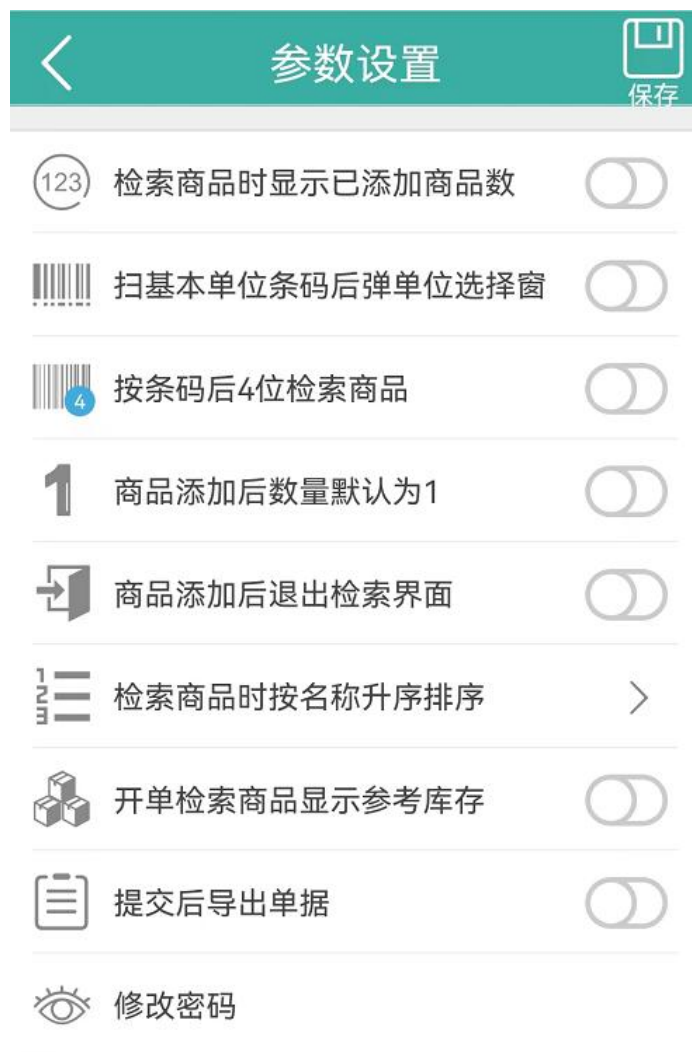 参数设置
保存
123
检索商品时显示已添加商品数
扫基本单位条码后弹单位选择窗
4
按条码后4位检索商品
1
商品添加后数量默认为1
商品添加后退出检索界面
1
2
3
检索商品时按名称升序排序
开单检索商品显示参考库存
提交后导出单据
修改密码